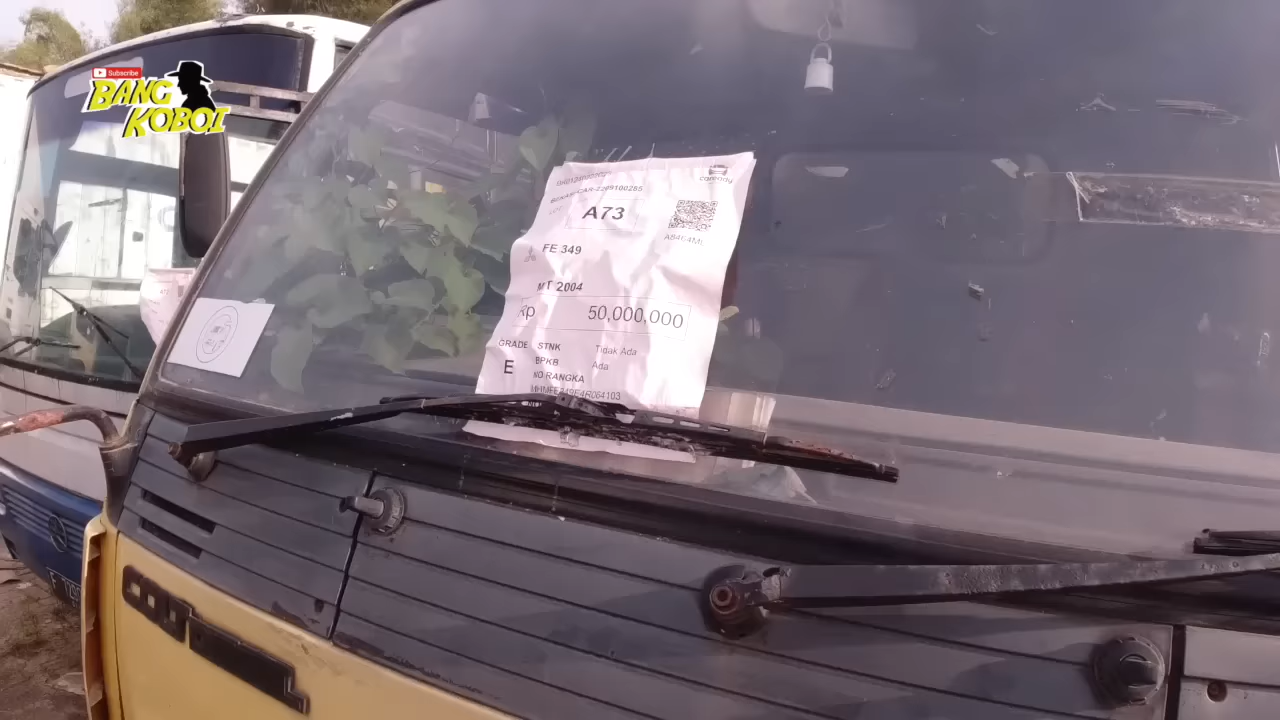 Subscribe
BANG
KOBOI
caready
A73
FE 349
MT 2004
Rp 50,000,000
GRADE STNK Tidak Ada
E BPKB Ada
NO RANGKA
COLT